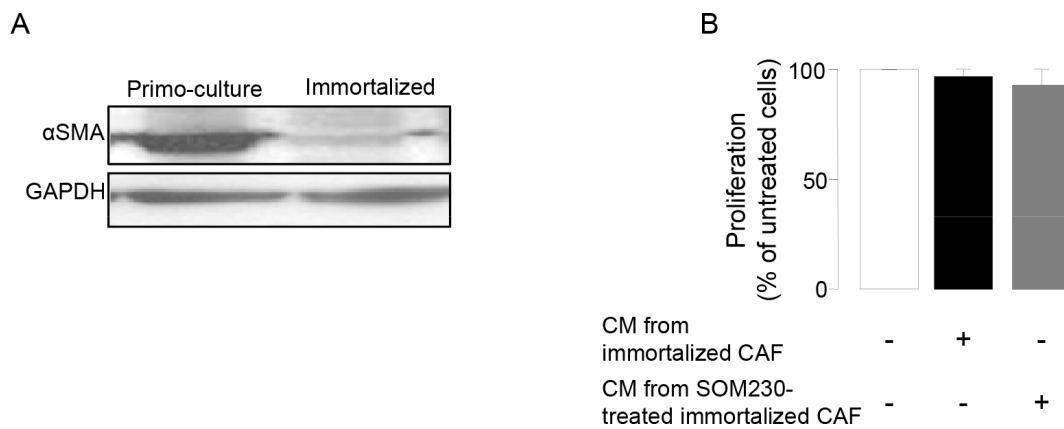 A
Primo-culture Immortalized
αSMA
GAPDH
B
Proliferation
(% of untreated cells)
100
50
0
CM from
immortalized CAF
- + -
CM from SOM230-
treated immortalized CAF
- - +